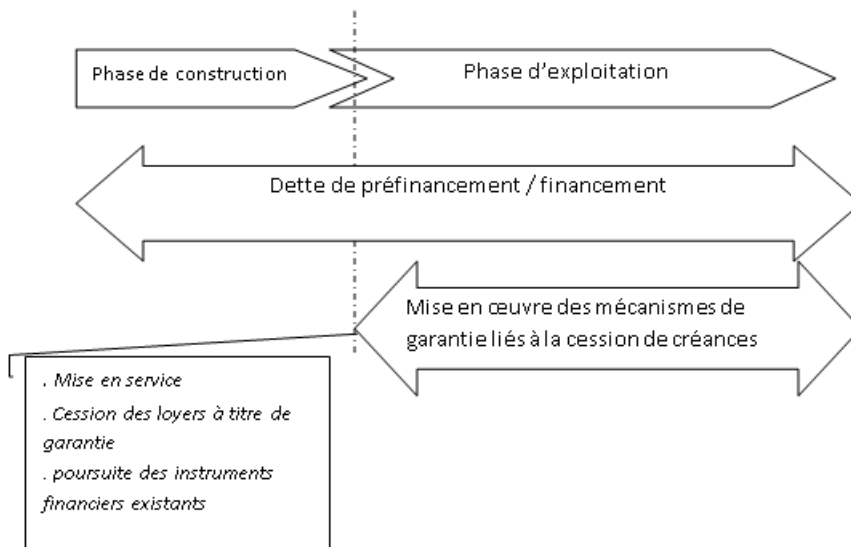 Phase de construction
Phase d'exploitation
Dette de préfinancement / financement
Mise en œuvre des mécanismes de
garantie liés à la cession de créances
. Mise en service
. Cession des loyers à titre de
garantie
. poursuite des instruments
financiers existants